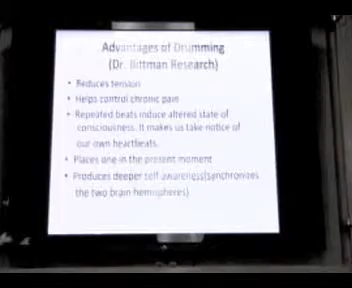 Advantages of Drumming
(Dr. Bittman Research)
• Reduces tension
• Helps control chronic pain
• Repeated beats induce altered state of
consciousness. It makes us take notice of
our own heartbeats.
• Places one in the present moment
• Produces deeper self awareness(synchronizes
the two brain hemispheres)